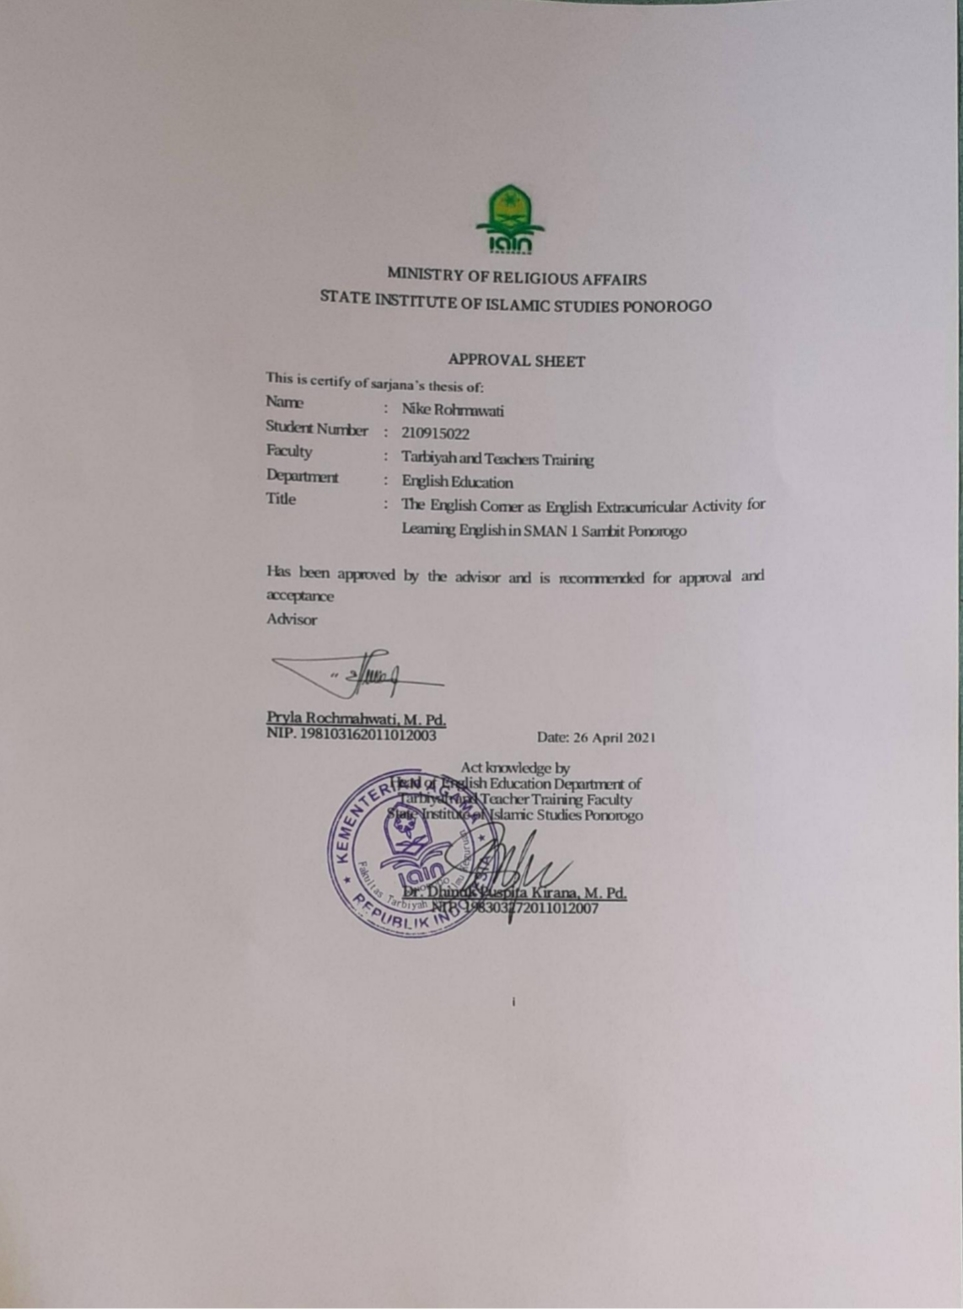 iain
PONOROGO
MINISTRY OF RELIGIOUS AFFAIRS
STATE INSTITUTE OF ISLAMIC STUDIES PONOROGO
APPROVAL SHEET
This is certify of sarjana's thesis of:
Name : Nike Rohmawati
Student Number : 210915022
Faculty : Tarbiyah and Teachers Training
Department : English Education
Title : The English Corner as English Extracurricular Activity for
Learning English in SMAN 1 Sambit Ponorogo
Has been approved by the advisor and is recommended for approval and
acceptance
Advisor
Pryla Rochmahwati, M. Pd.
NIP. 198103162011012003
Date: 26 April 2021
Act knowledge by
Head of English Education Department of
Tarbiyah and Teacher Training Faculty
State Institute of Islamic Studies Ponorogo
KEMENTERIAN AGAMA
REPUBLIK INDONESIA
Fakultas Tarbiyah
iain
Dr. Dhinuk Puspita Kirana, M. Pd.
NIP. 198303272011012007
i